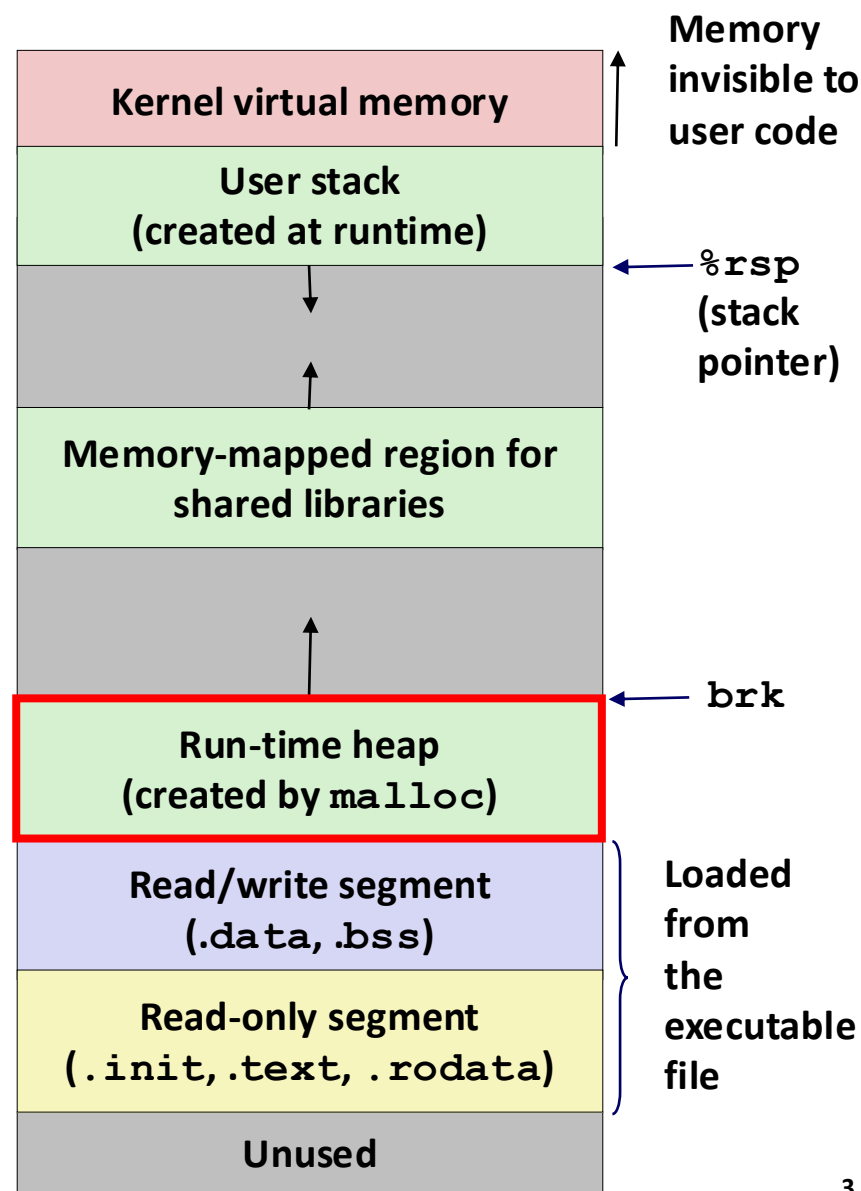 Memory
invisible to
user code
Kernel virtual memory
User stack
(created at runtime)
%rsp
(stack
pointer)
Memory-mapped region for
shared libraries
brk
Run-time heap
(created by malloc)
Read/write segment
(.data, .bss)
Read-only segment
(.init, .text, .rodata)
Loaded
from
the
executable
file
Unused
3